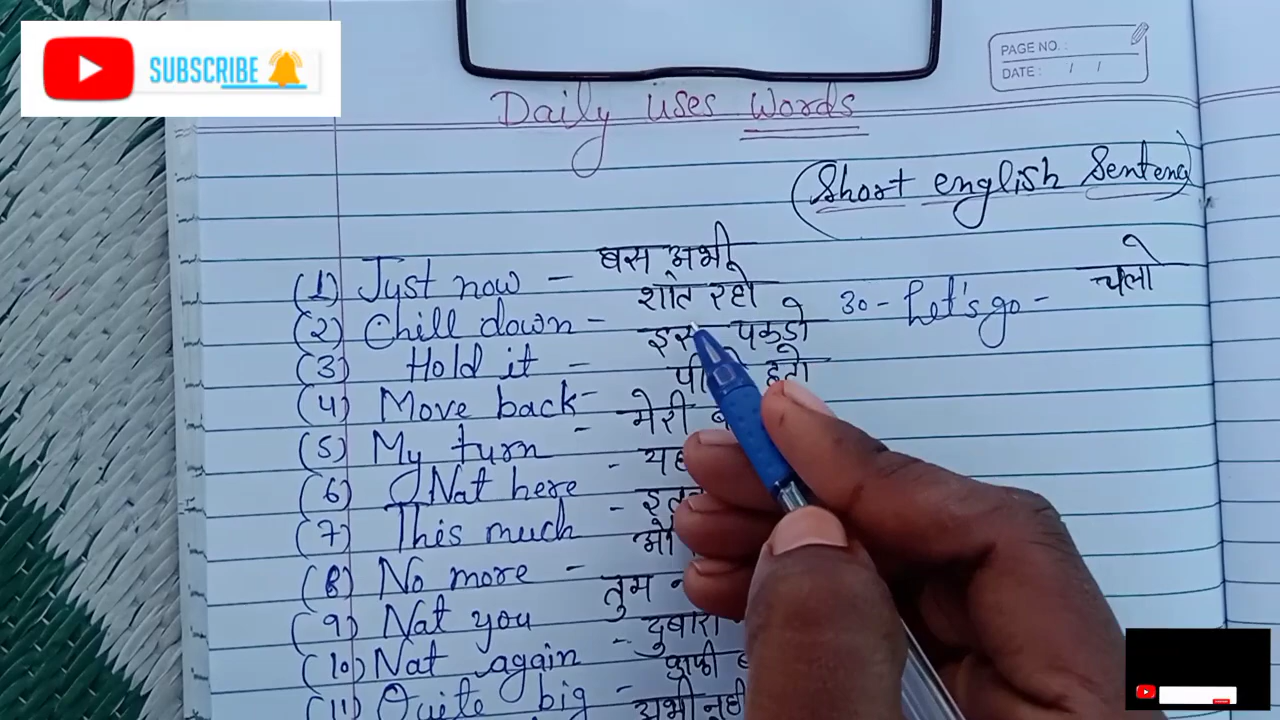 SUBSCRIBE
PAGE NO. :
DATE : / /
Daily uses Words
(Short english Senteng)
(1) Just now - बस अभी
(2) Chill down - शांत रहो
30 - Let's go - चलो
(3) Hold it - इसे पकडो
(4) Move back - हतो
(5) My turn - मेरी
(6) Nat here -
(7) This much -
(8) No more -
(9) Nat you तुम
(10) Nat again - दुबारा
(11) Quite big - काफी
अभी नही